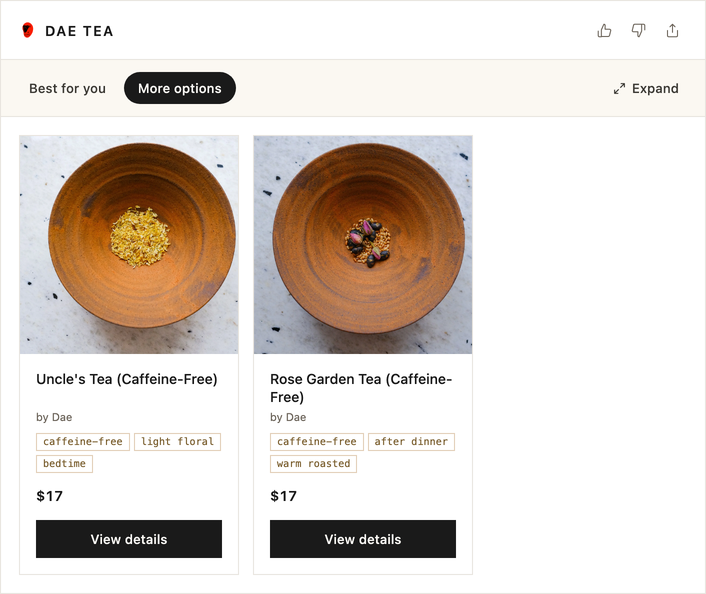 DAE TEA
Best for you
More options
Expand
Uncle's Tea (Caffeine-Free)
by Dae
caffeine-free
light floral
bedtime
$17
View details
Rose Garden Tea (Caffeine-
Free)
by Dae
caffeine-free
after dinner
warm roasted
$17
View details